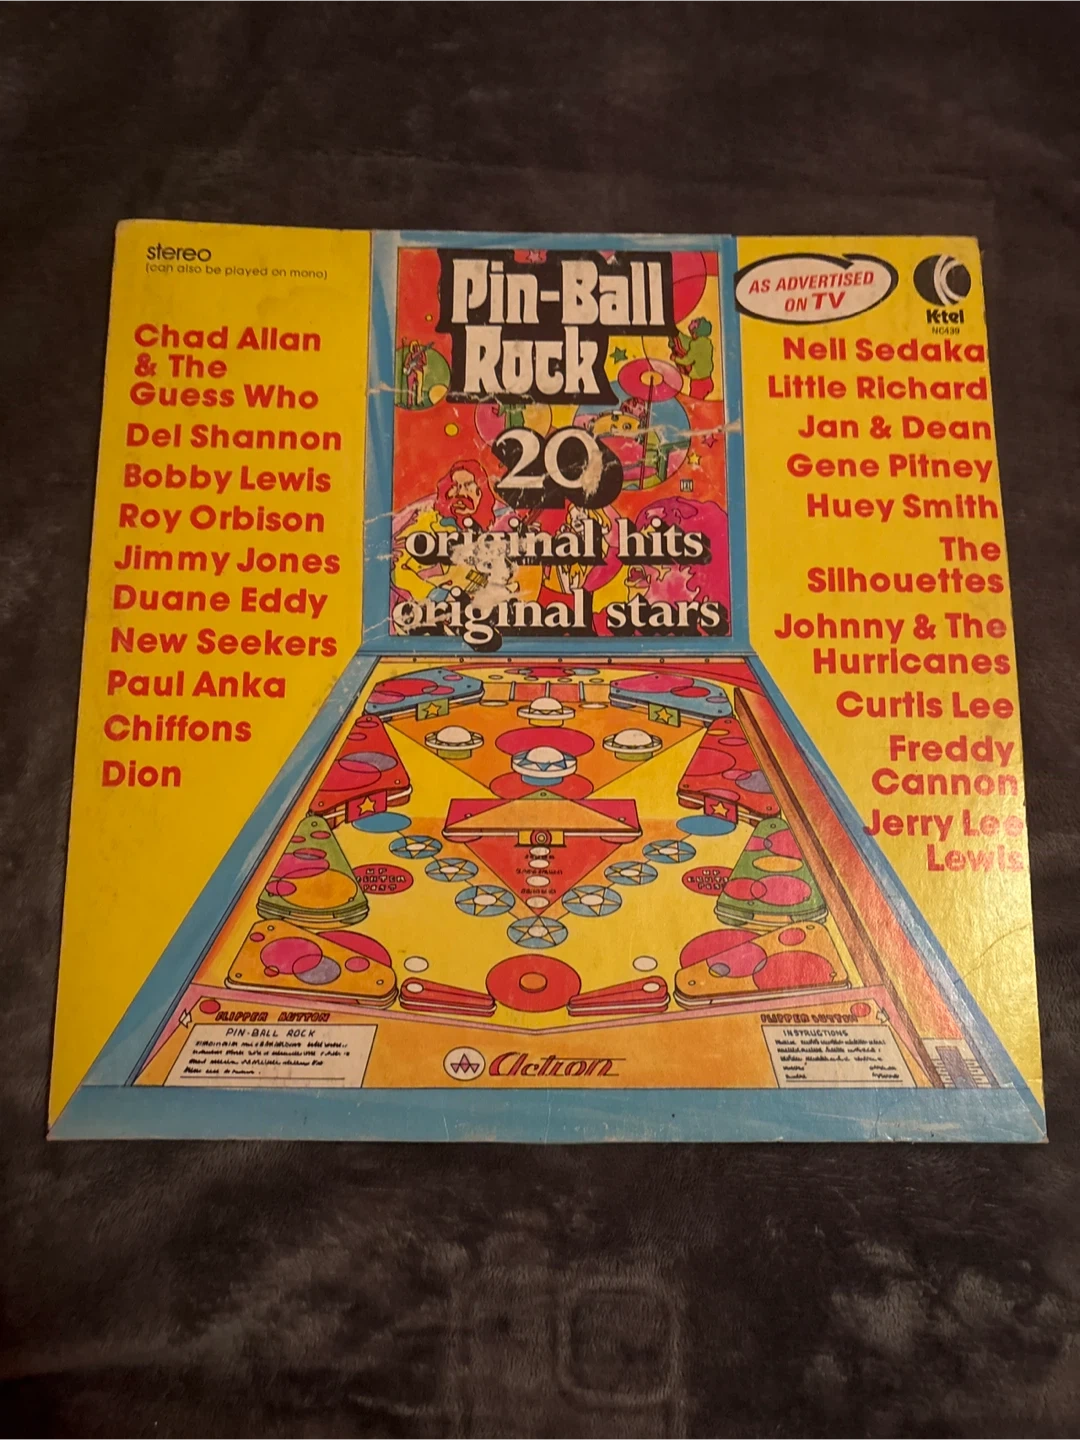 stereo
(can also be played on mono)
Chad Allan
& The
Guess Who
Del Shannon
Bobby Lewis
Roy Orbison
Jimmy Jones
Duane Eddy
New Seekers
Paul Anka
Chiffons
Dion
Pin-Ball
Rock
20
original hits
original stars
AS ADVERTISED
ON TV
K-tel
NC439
Neil Sedaka
Little Richard
Jan & Dean
Gene Pitney
Huey Smith
The
Silhouettes
Johnny & The
Hurricanes
Curtis Lee
Freddy
Cannon
Jerry Lee
Lewis
FLIPPER BUTTON
PIN-BALL ROCK
Actron
FLIPPER BUTTON
INSTRUCTIONS